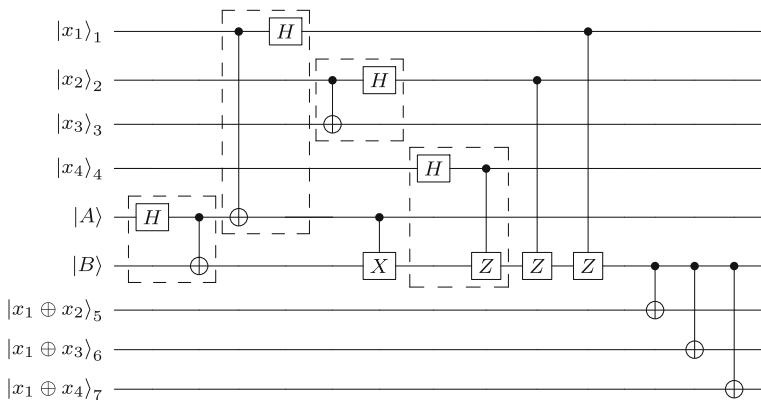 |x₁⟩₁ H
|x₂⟩₂ H
|x₃⟩₃
|x₄⟩₄ H
|A⟩ H
|B⟩ X Z Z Z
|x₁ ⊕ x₂⟩₅
|x₁ ⊕ x₃⟩₆
|x₁ ⊕ x₄⟩₇